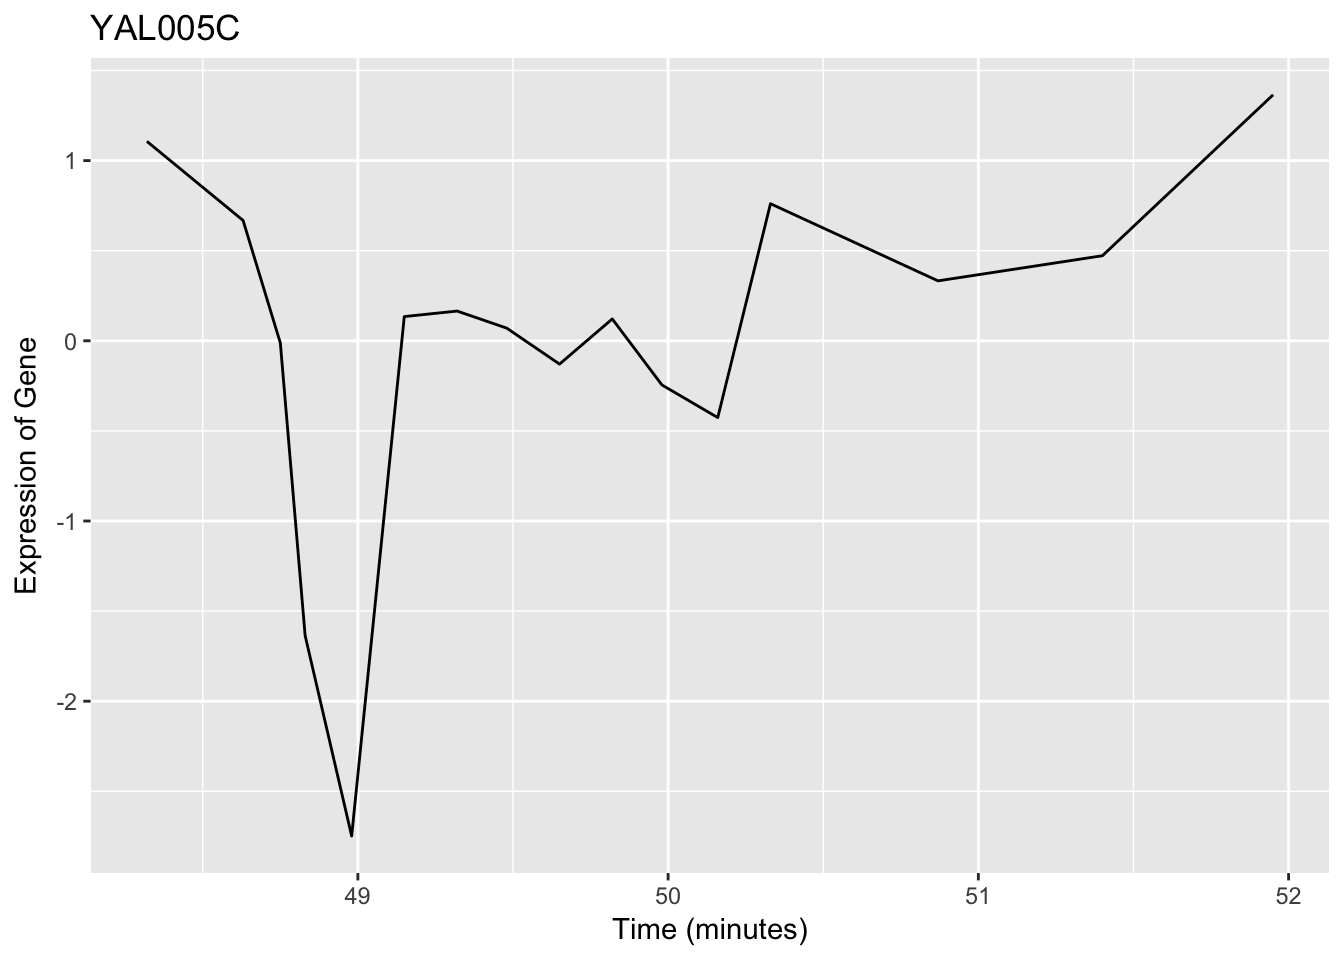 YAL005C
Expression of Gene
1
0
-1
-2
49 50 51 52
Time (minutes)